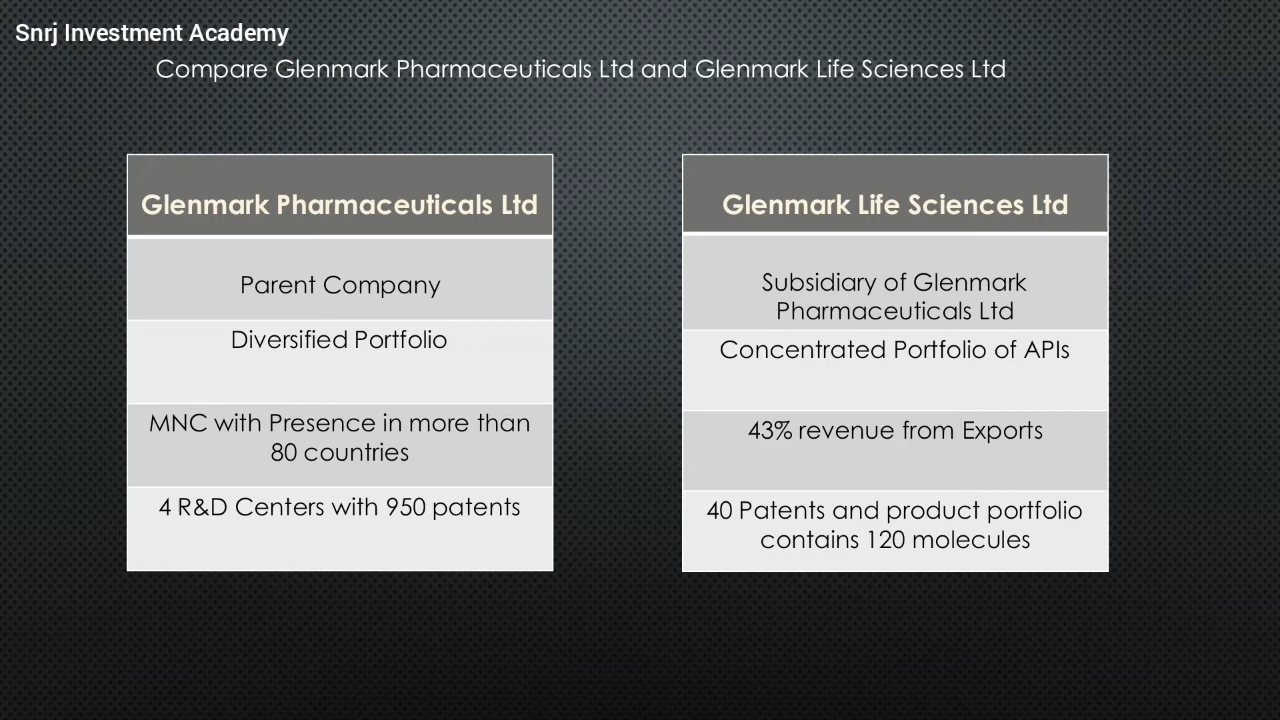 Snrj Investment Academy
Compare Glenmark Pharmaceuticals Ltd and Glenmark Life Sciences Ltd
Glenmark Pharmaceuticals Ltd
Parent Company
Diversified Portfolio
MNC with Presence in more than
80 countries
4 R&D Centers with 950 patents
Glenmark Life Sciences Ltd
Subsidiary of Glenmark
Pharmaceuticals Ltd
Concentrated Portfolio of APIs
43% revenue from Exports
40 Patents and product portfolio
contains 120 molecules